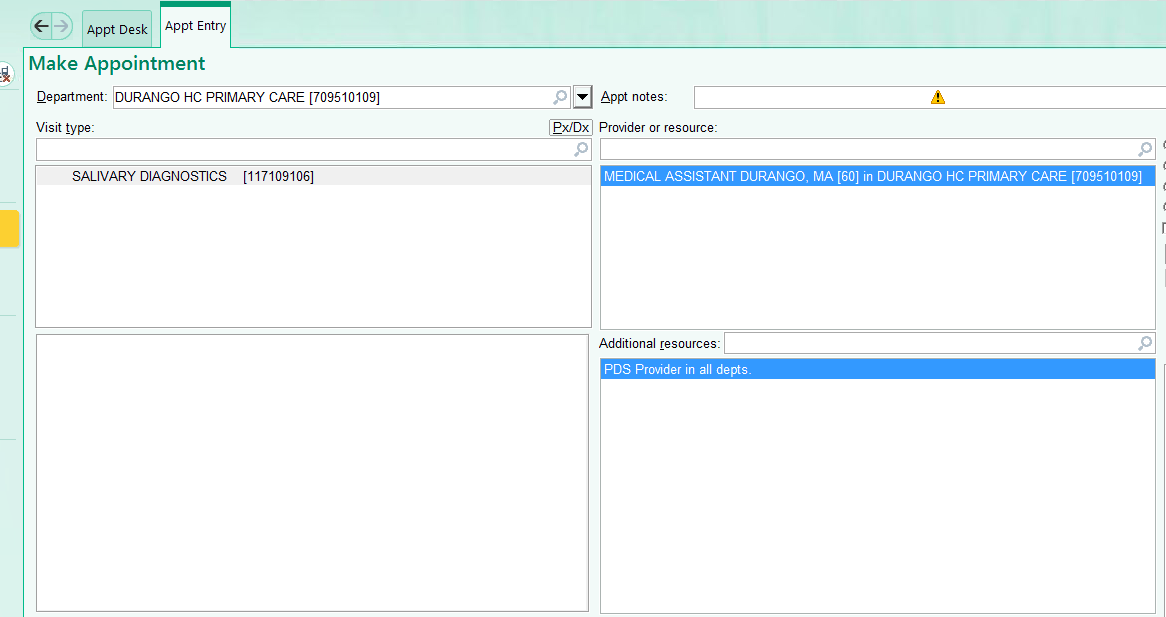 Appt Desk
Appt Entry
Make Appointment
Department: DURANGO HC PRIMARY CARE [709510109]
Appt notes:
Visit type:
Px/Dx
Provider or resource:
SALIVARY DIAGNOSTICS [117109106]
MEDICAL ASSISTANT DURANGO, MA [60] in DURANGO HC PRIMARY CARE [709510109]
Additional resources:
PDS Provider in all depts.